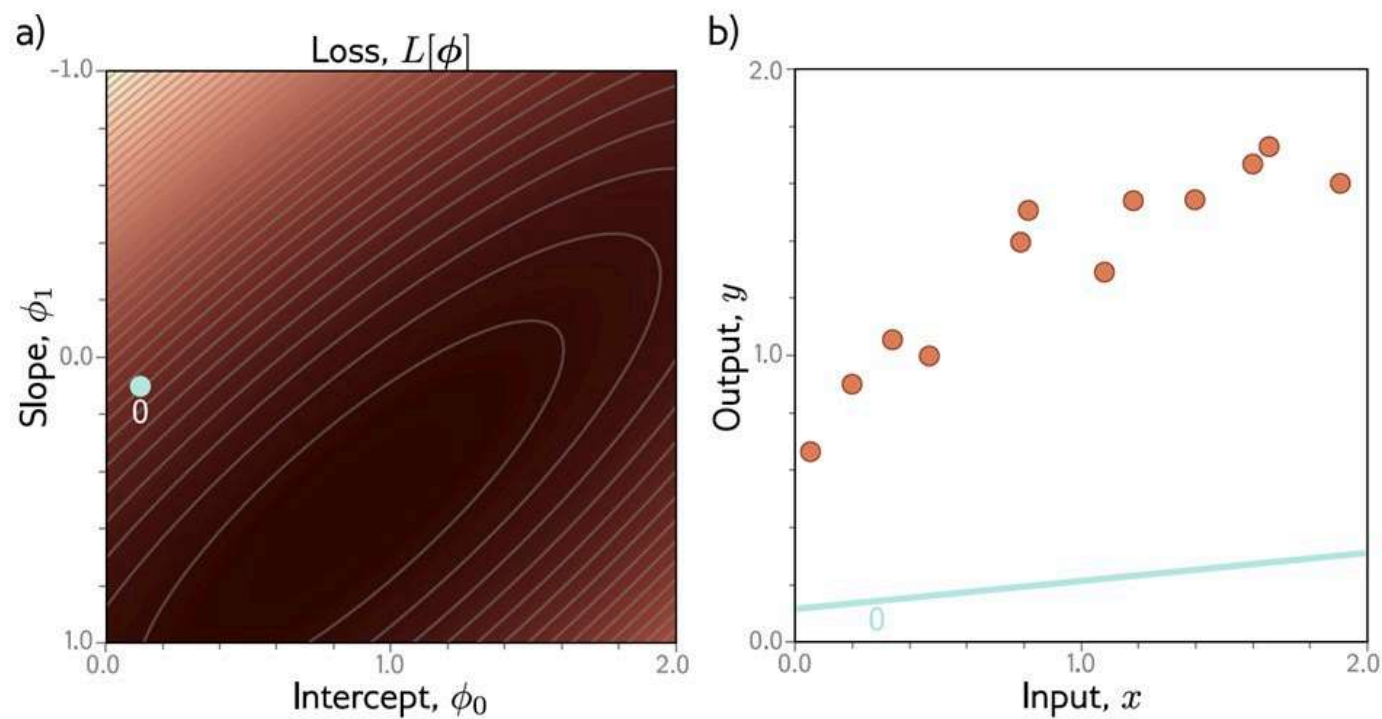 a)
Loss, L[ϕ]
-1.0
Slope, ϕ1
0.0
0
1.0
0.0
1.0
2.0
Intercept, ϕ0
b)
2.0
Output, y
1.0
0
0.0
0.0
1.0
2.0
Input, x